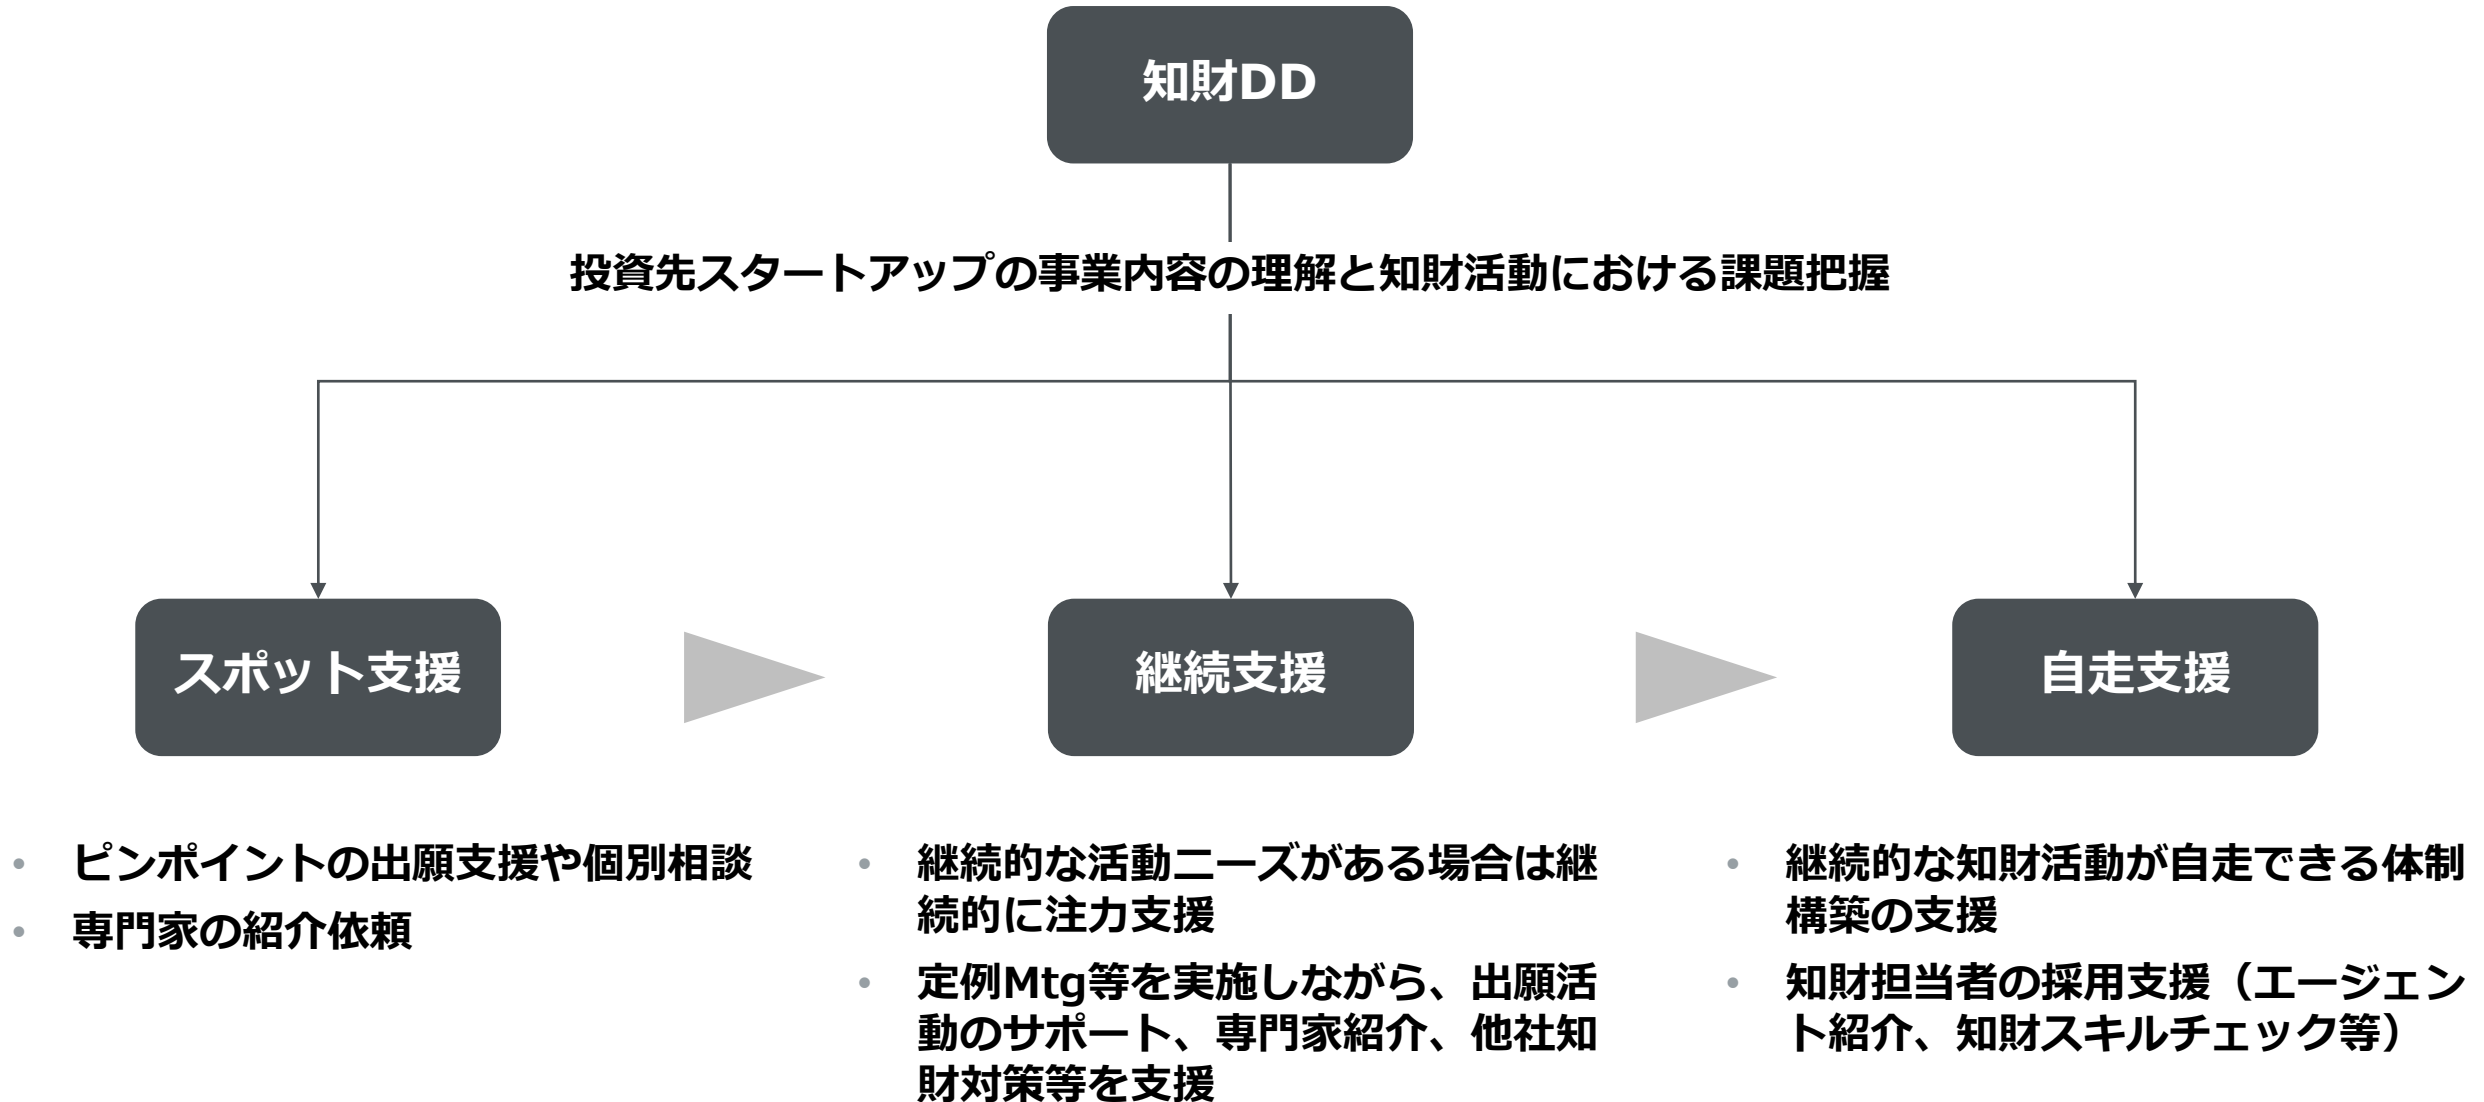 知財DD
投資先スタートアップの事業内容の理解と知財活動における課題把握
スポット支援
継続支援
自走支援
• ピンポイントの出願支援や個別相談
• 専門家の紹介依頼
• 継続的な活動ニーズがある場合は継
続的に注力支援
• 定例Mtg等を実施しながら、出願活
動のサポート、専門家紹介、他社知
財対策等を支援
• 継続的な知財活動が自走できる体制
構築の支援
• 知財担当者の採用支援（エージェン
ト紹介、知財スキルチェック等）